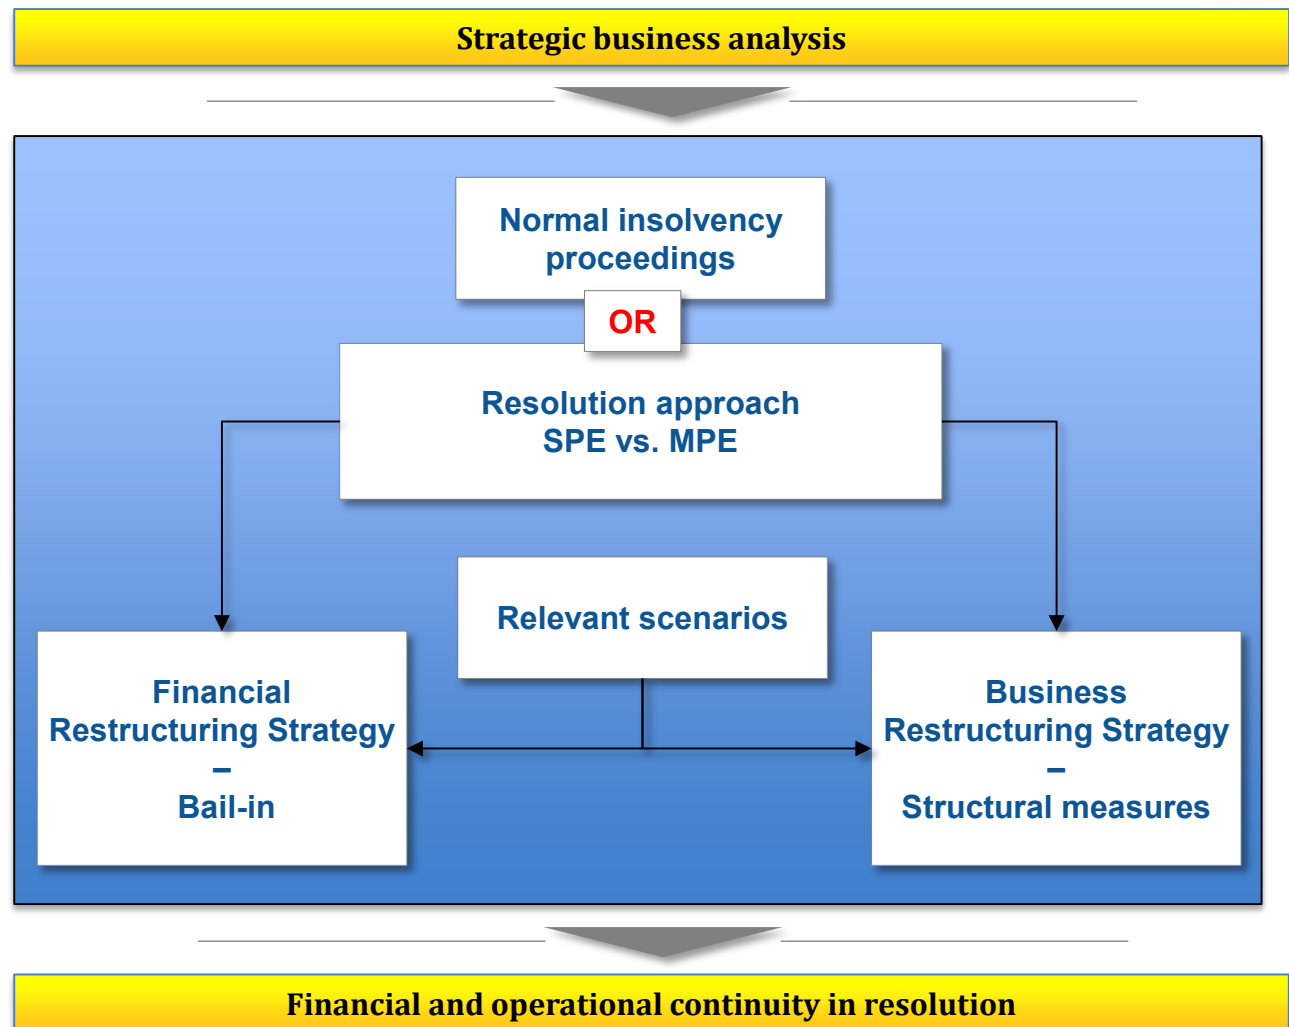 Strategic business analysis
Normal insolvency
proceedings
OR
Resolution approach
SPE vs. MPE
Relevant scenarios
Financial
Restructuring Strategy
–
Bail-in
Business
Restructuring Strategy
–
Structural measures
Financial and operational continuity in resolution